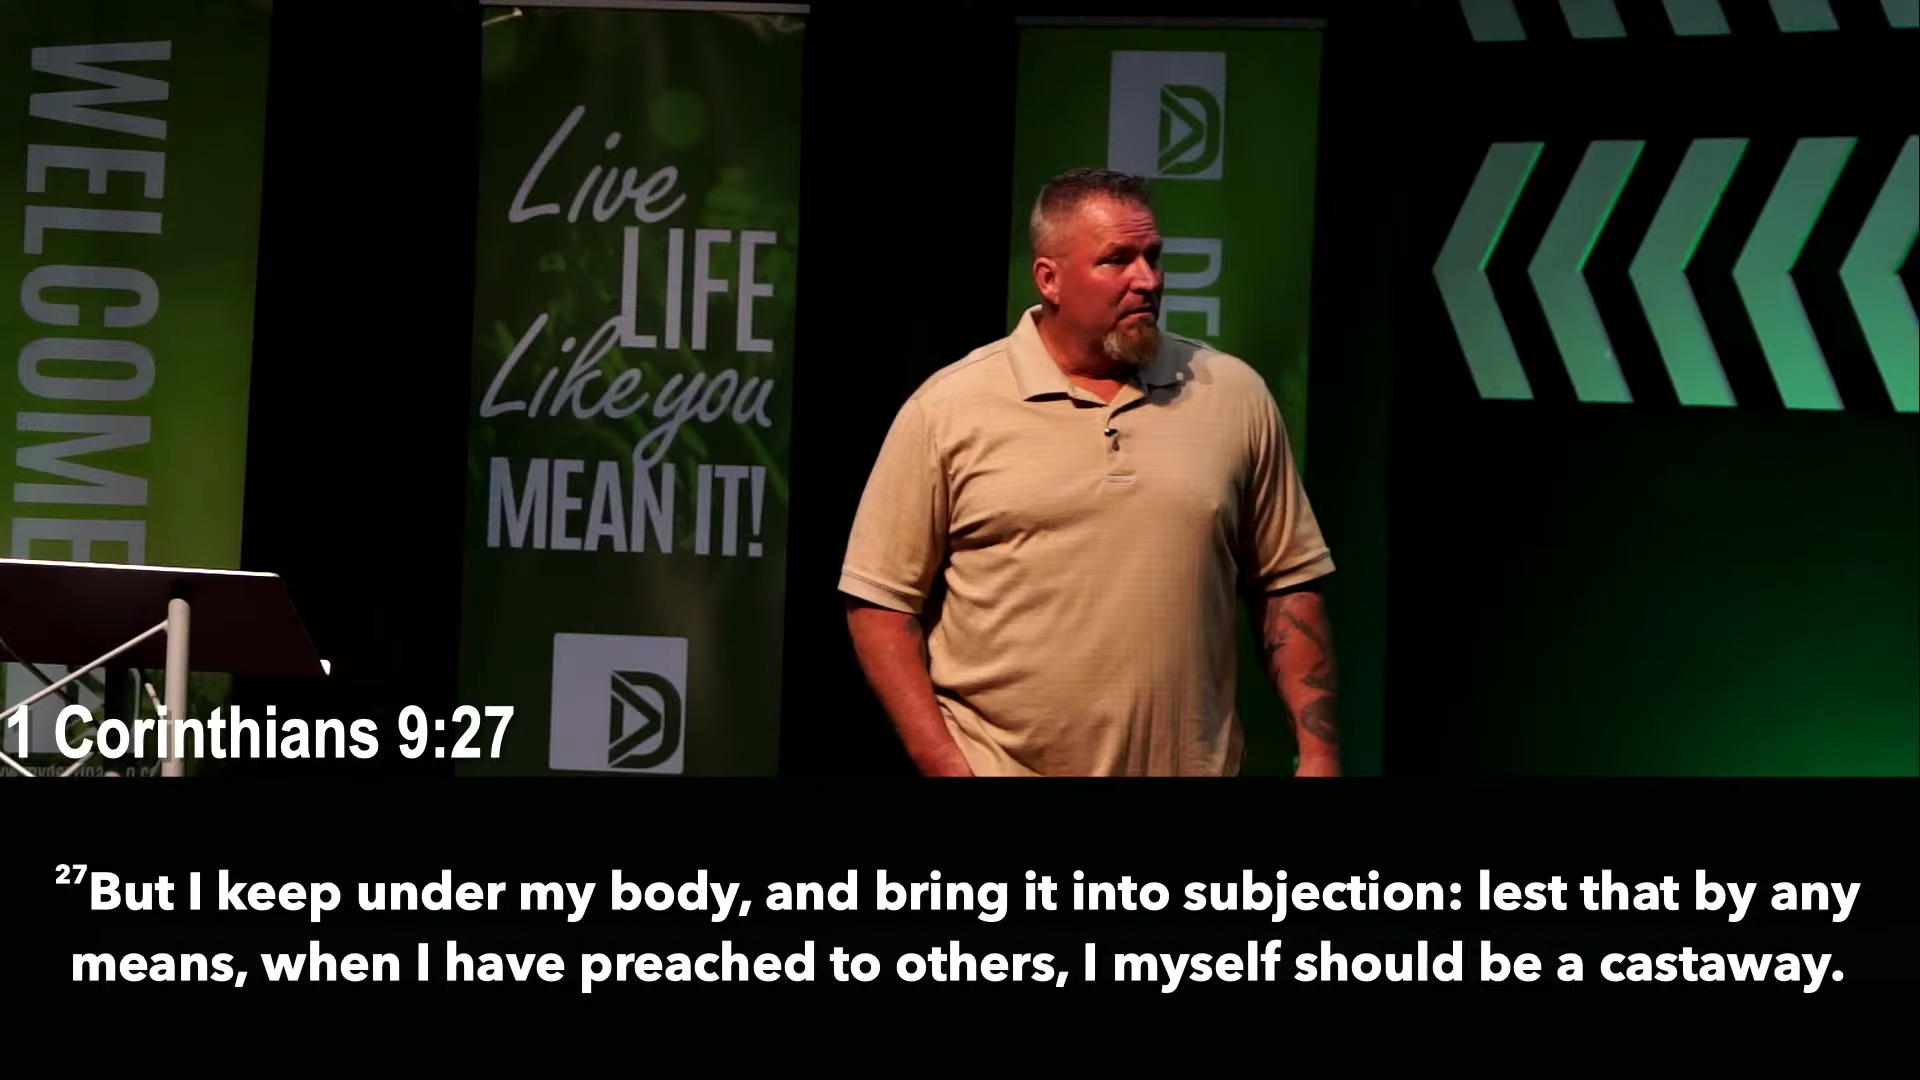 WELCOME
Live
LIFE
Like you
MEAN IT!
D
DE
D
1 Corinthians 9:27
27But I keep under my body, and bring it into subjection: lest that by any
means, when I have preached to others, I myself should be a castaway.